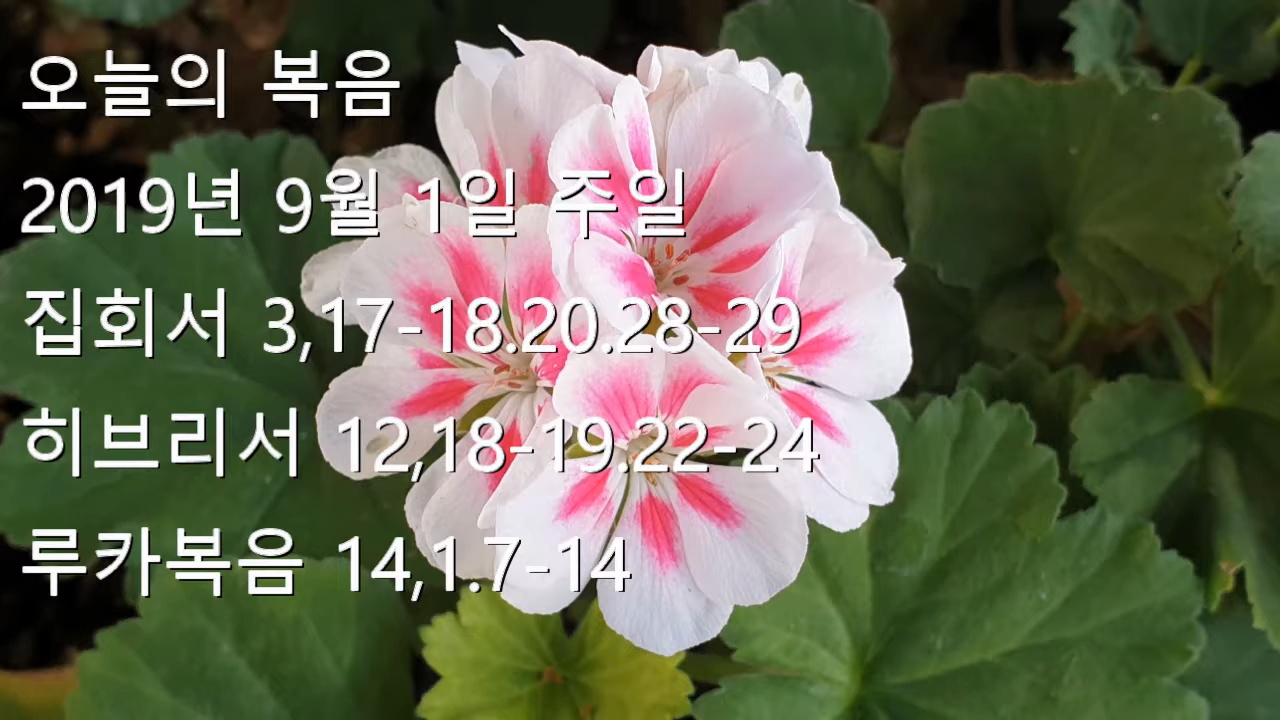 오늘의 복음
2019년 9월 1일 주일
집회서 3,17-18.20.28-29
히브리서 12,18-19.22-24
루카복음 14,1.7-14